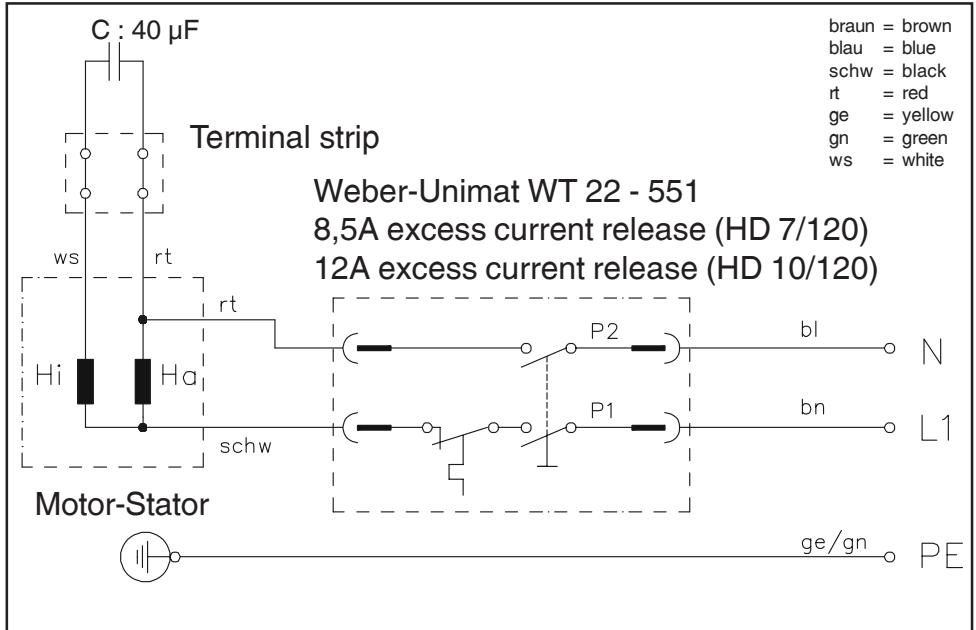 C : 40 µF
braun = brown
blau = blue
schw = black
rt = red
ge = yellow
gn = green
ws = white
Terminal strip
Weber-Unimat WT 22 - 551
8,5A excess current release (HD 7/120)
12A excess current release (HD 10/120)
ws rt
rt
P2
bl
N
Hi Ha
P1
bn
L1
schw
Motor-Stator
ge/gn
PE